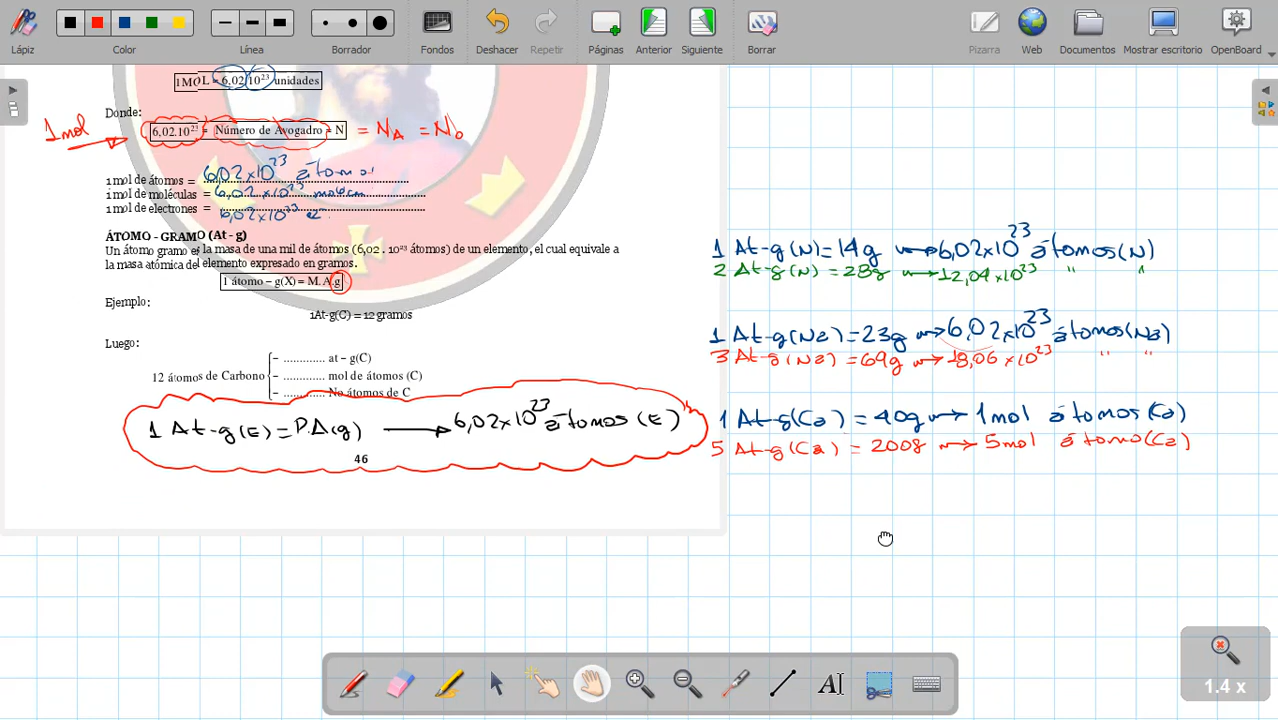 Lápiz Color Línea Borrador Fondos Deshacer Repetir Páginas Anterior Siguiente Borrar Pizarra Web Documentos Mostrar escritorio OpenBoard
1MOL = 6,02 10²³ unidades
Donde:
1mol 6,02.10²³ = Número de Avogadro = N = N_A = N₀
1 mol de átomos = 6,02x10²³ átomos
1 mol de moléculas = 6,02x10²³
1 mol de electrones = 6,02x10²³
ÁTOMO - GRAMO (At - g)
Un átomo gramo es la masa de una mil de átomos (6,02 . 10²³ átomos) de un elemento, el cual equivale a
la masa atómica del elemento expresado en gramos.
1 átomo – g(X) = M. A.g
Ejemplo:
1At-g(C) = 12 gramos
Luego:
− ............. at – g(C)
12 átomos de Carbono − ............. mol de átomos (C)
− ............. No átomos de C
1 At-g(E) = P.A(g) → 6,02x10²³ átomos (E)
46
1 At-g(N) = 14g → 6,02x10²³ átomos(N)
2 At-g(N) = 28g → 12,04x10²³ " "
1 At-g(Na) = 23g → 6,02x10²³ átomos(Na)
3 At-g(Na) = 69g → 18,06x10²³ " "
1 At-g(Ca) = 40g → 1mol átomos(Ca)
5 At-g(Ca) = 200g → 5mol átomo(Ca)
1.4 x